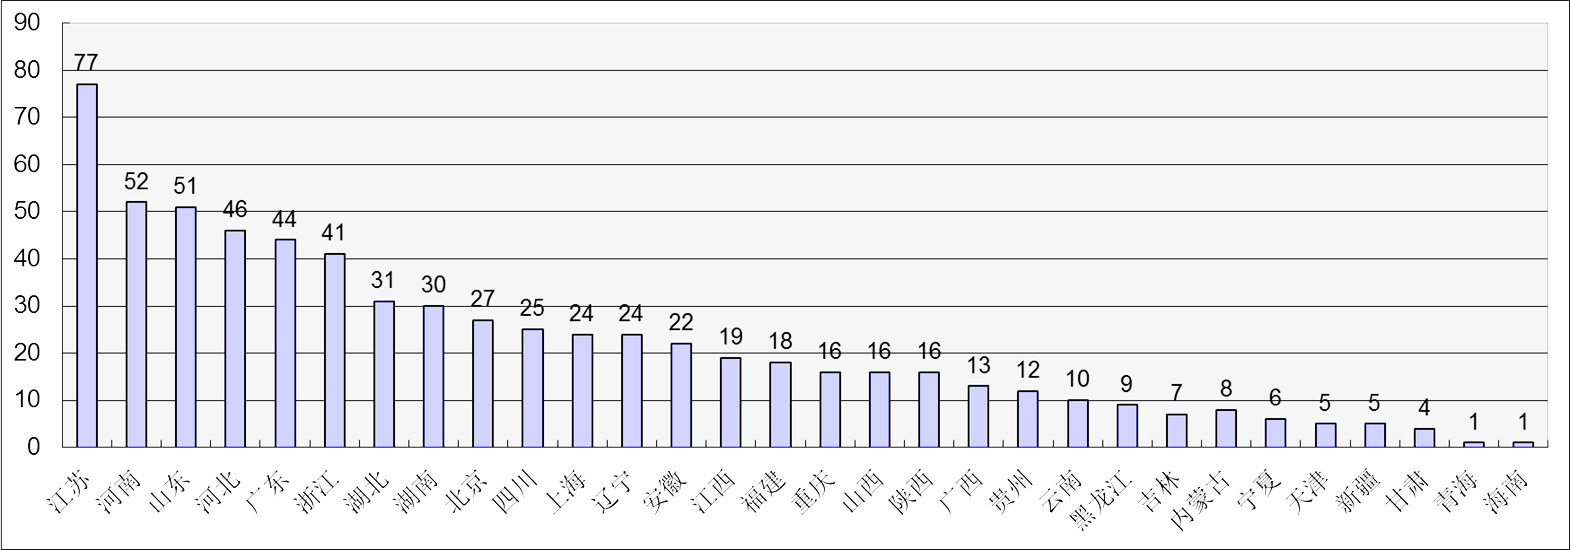 90
80
70
60
50
40
30
20
10
0
77
52
51
46
44
41
31
30
27
25
24
24
22
19
18
16
16
16
13
12
10
9
7
8
6
5
5
4
1
1
江苏
河南
山东
河北
广东
浙江
湖北
湖南
北京
四川
上海
辽宁
安徽
江西
福建
重庆
山西
陕西
广西
贵州
云南
黑龙江
吉林
内蒙古
宁夏
天津
新疆
甘肃
青海
海南